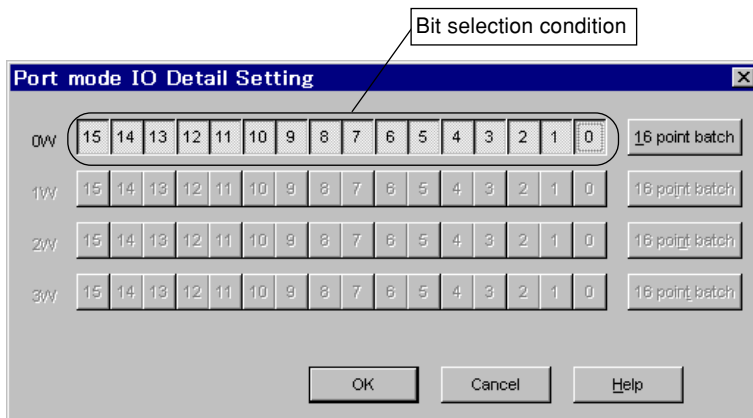 Bit selection condition
Port mode IO Detail Setting
0W 15 14 13 12 11 10 9 8 7 6 5 4 3 2 1 0 16 point batch
1W 15 14 13 12 11 10 9 8 7 6 5 4 3 2 1 0 16 point batch
2W 15 14 13 12 11 10 9 8 7 6 5 4 3 2 1 0 16 point batch
3W 15 14 13 12 11 10 9 8 7 6 5 4 3 2 1 0 16 point batch
OK Cancel Help